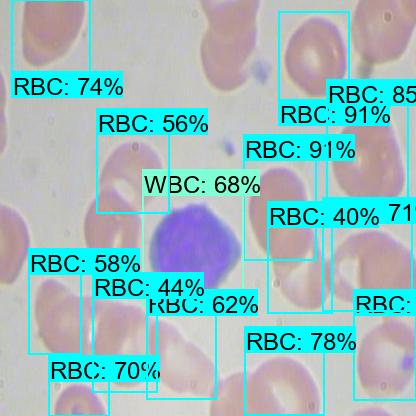 RBC: 74%
RBC: 85
RBC: 91%
RBC: 56%
RBC: 91%
WBC: 68%
RBC: 40%
71
RBC: 58%
RBC: 44%
RBC: 62%
RBC:
RBC: 78%
RBC: 70%